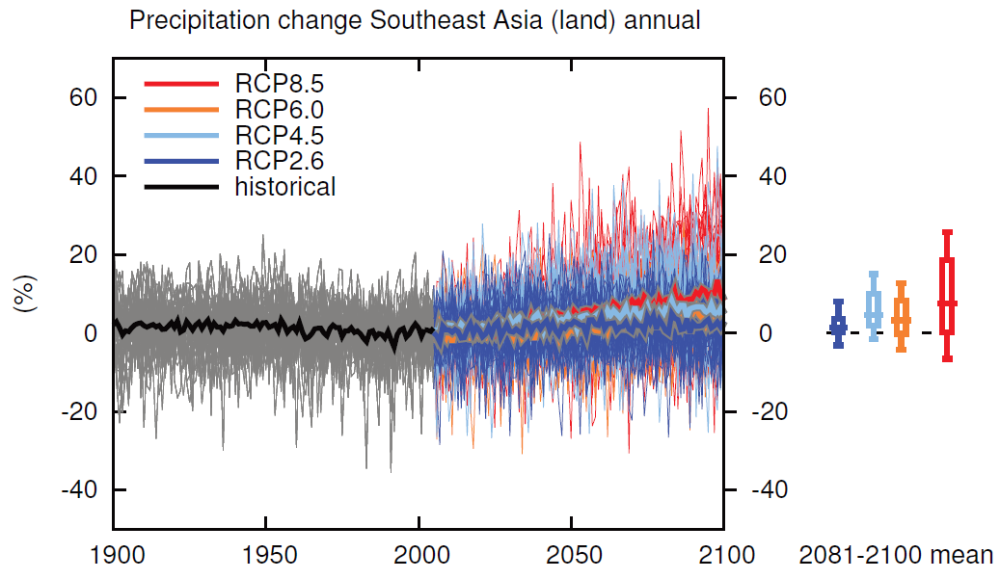 Precipitation change Southeast Asia (land) annual
(%)
60
40
20
0
-20
-40
RCP8.5
RCP6.0
RCP4.5
RCP2.6
historical
60
40
20
0
-20
-40
1900 1950 2000 2050 2100 2081-2100 mean